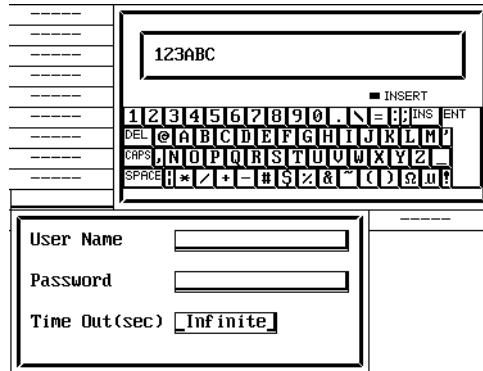 123ABC
INSERT
1 2 3 4 5 6 7 8 9 0 . \ = : ; INS ENT
DEL @ A B C D E F G H I J K L M '
CAPS , N O P Q R S T U V W X Y Z _
SPACE ¦ * / + - # $ % & ~ ( ) Ω µ !
User Name
Password
Time Out(sec) _Infinite_